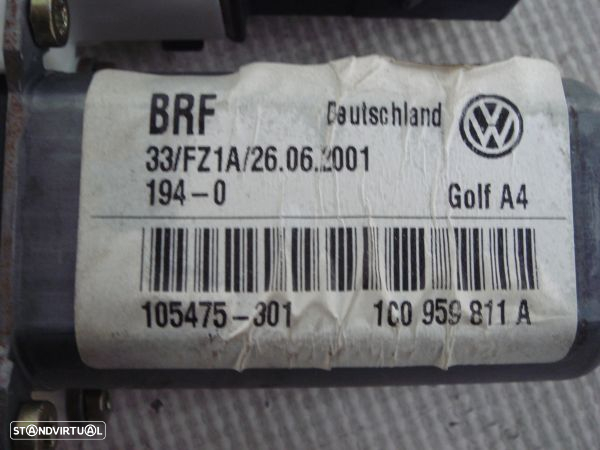 BRF Deutschland
33/FZ1A/26.06.2001
194-0 Golf A4
105475-301 1C0 959 811 A
STANDVIRTUAL